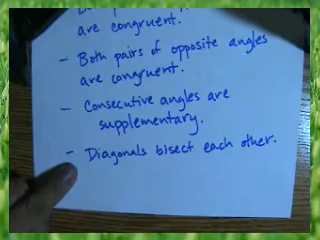 are congruent.
- Both pairs of opposite angles
are congruent.
- Consecutive angles are
supplementary.
- Diagonals bisect each other.